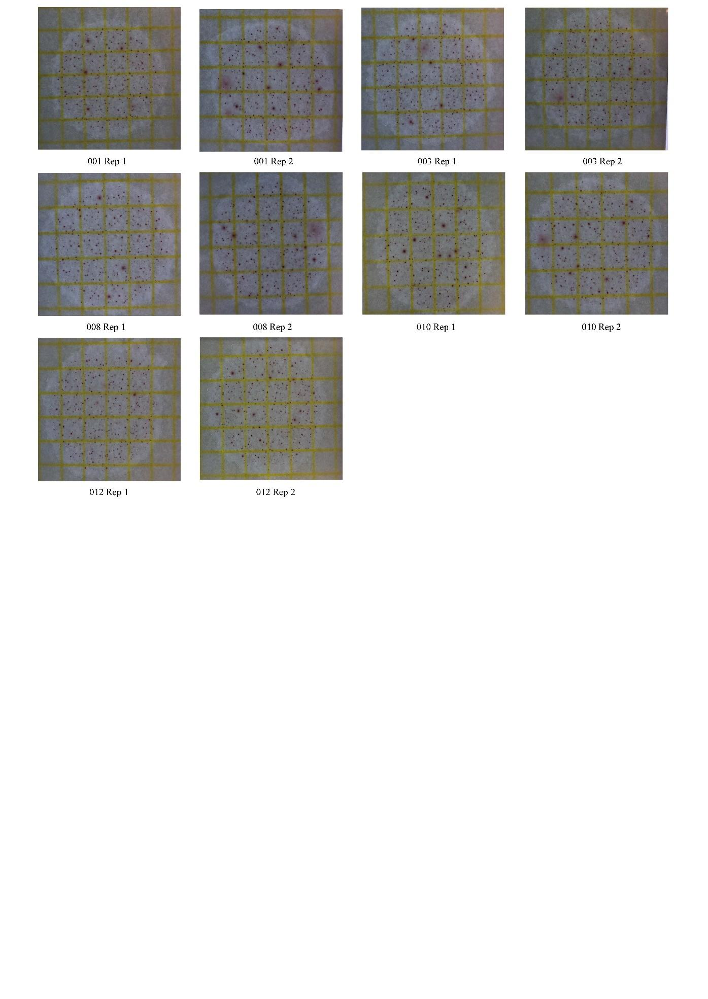 001 Rep 1
001 Rep 2
003 Rep 1
003 Rep 2
008 Rep 1
008 Rep 2
010 Rep 1
010 Rep 2
012 Rep 1
012 Rep 2